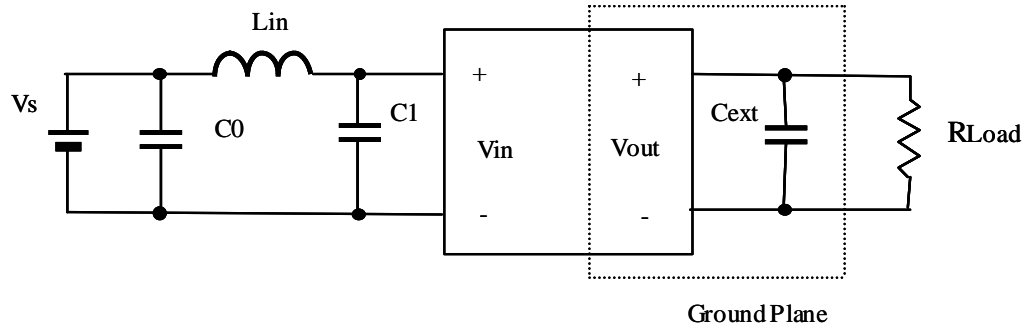 Lin
Vs
C0
C1
+
Vin
-
+
Vout
-
Cext
RLoad
Ground Plane